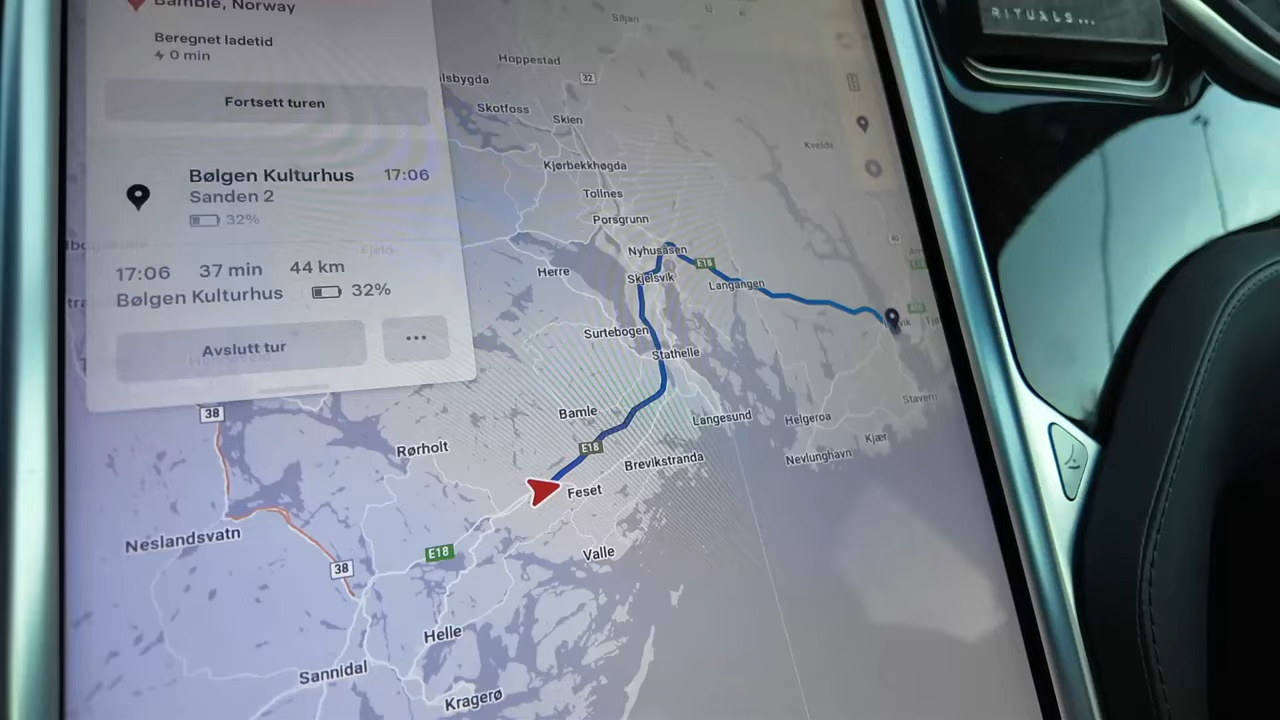 Bamble, Norway
Beregnet ladetid
0 min
Fortsett turen
Bølgen Kulturhus 17:06
Sanden 2
32%
17:06 37 min 44 km
Bølgen Kulturhus 32%
Avslutt tur
...
RITUALS...
Siljan
Hoppestad
32
Skotfoss
Skien
Kvelde
Kjørbekkhøgda
Tollnes
Porsgrunn
Nyhusåsen
E18
Herre
Skjelsvik
Langangen
Surtebogen
Stathelle
Stavern
Bamle
Langesund
Helgeroa
Kjær
E18
Nevlunghavn
38
Rørholt
Brevikstranda
Feset
Neslandsvatn
E18
Valle
38
Helle
Sannidal
Kragerø